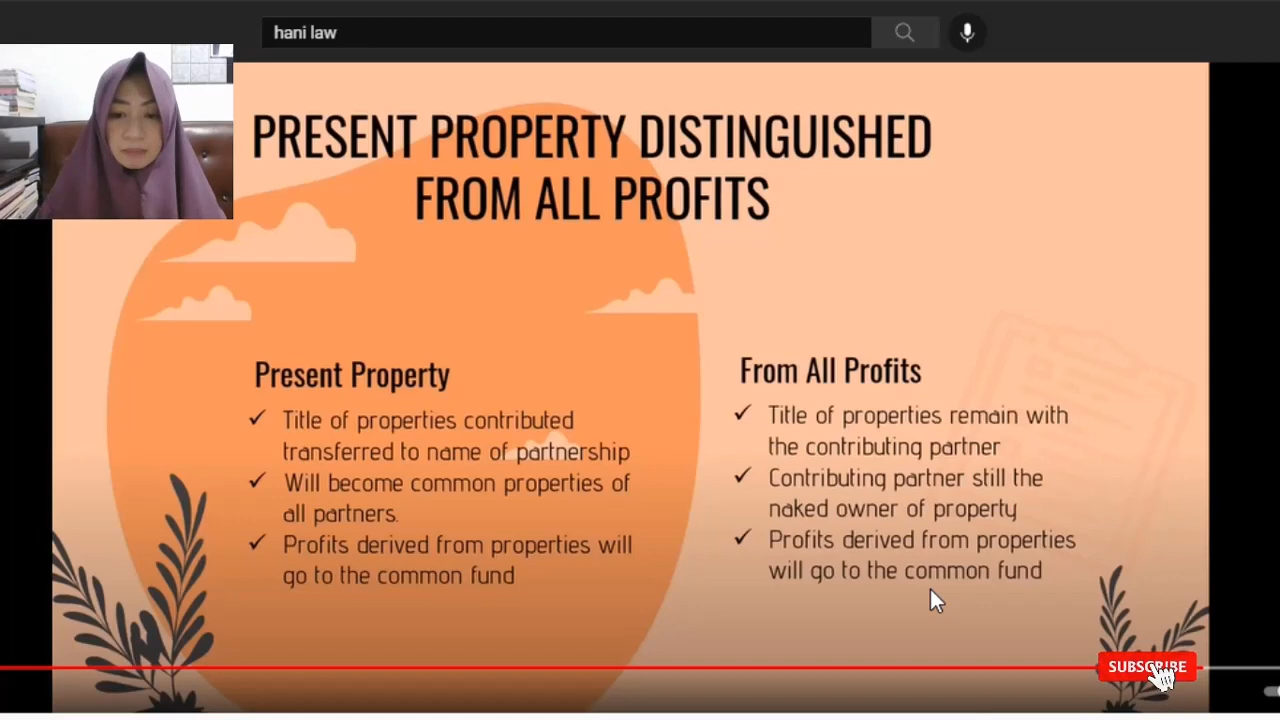 hani law
PRESENT PROPERTY DISTINGUISHED
FROM ALL PROFITS
Present Property
✓ Title of properties contributed
transferred to name of partnership
✓ Will become common properties of
all partners.
✓ Profits derived from properties will
go to the common fund
From All Profits
✓ Title of properties remain with
the contributing partner
✓ Contributing partner still the
naked owner of property
✓ Profits derived from properties
will go to the common fund
SUBSCRIBE